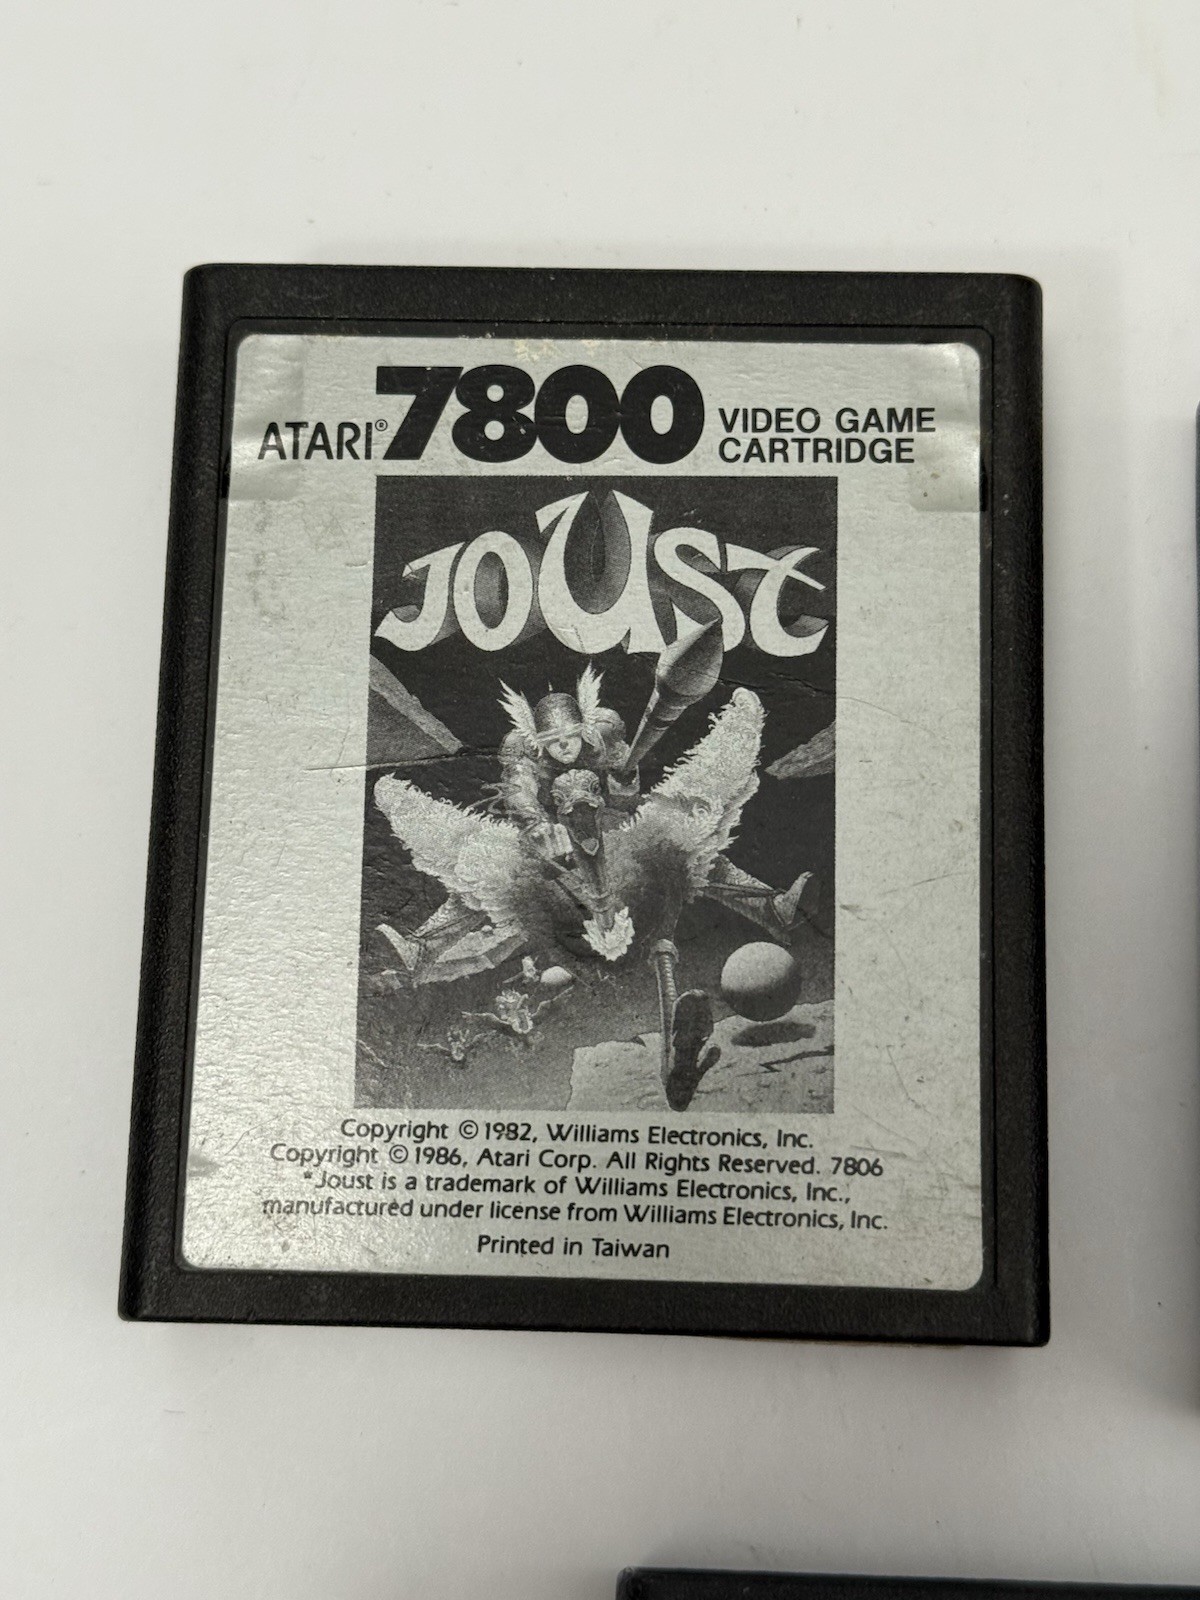 ATARI® 7800 VIDEO GAME
CARTRIDGE
JOUST
Copyright © 1982, Williams Electronics, Inc.
Copyright © 1986, Atari Corp. All Rights Reserved. 7806
"Joust is a trademark of Williams Electronics, Inc.,
manufactured under license from Williams Electronics, Inc.
Printed in Taiwan